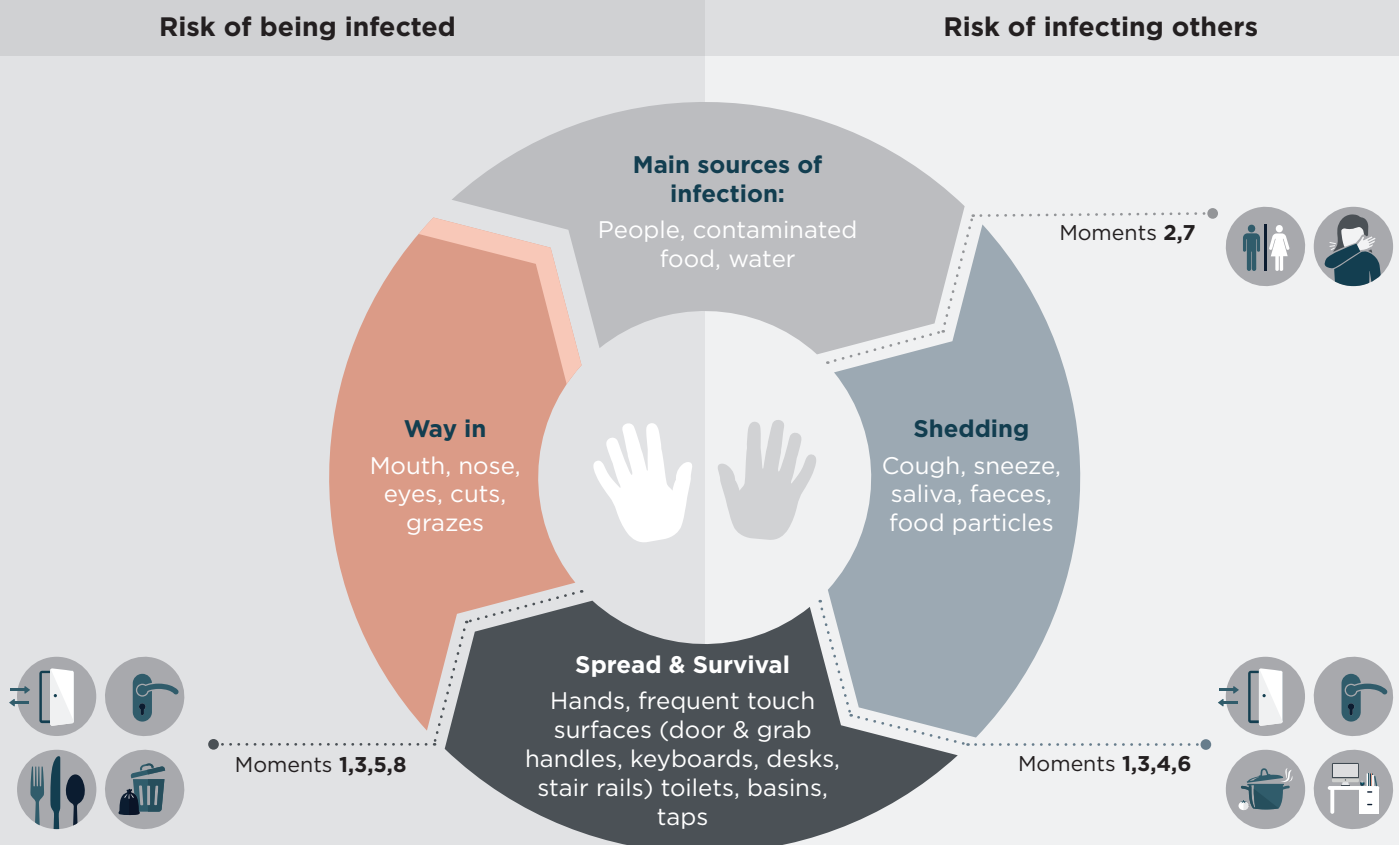 Risk of being infected
Risk of infecting others
Main sources of
infection:
People, contaminated
food, water
Moments 2,7
Way in
Mouth, nose,
eyes, cuts,
grazes
Shedding
Cough, sneeze,
saliva, faeces,
food particles
Spread & Survival
Hands, frequent touch
surfaces (door & grab
handles, keyboards, desks,
stair rails) toilets, basins,
taps
Moments 1,3,5,8
Moments 1,3,4,6